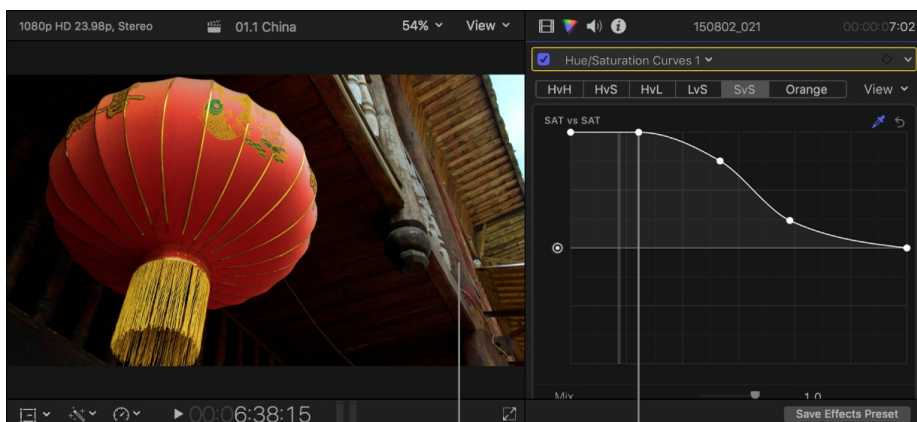 1080p HD 23.98p, Stereo
01.1 China
54%
View
150802_021
00:00:07:02
Hue/Saturation Curves 1
HvH HvS HvL LvS SvS Orange View
SAT vs SAT
Mix 1.0
00:00:06:38:15
Save Effects Preset